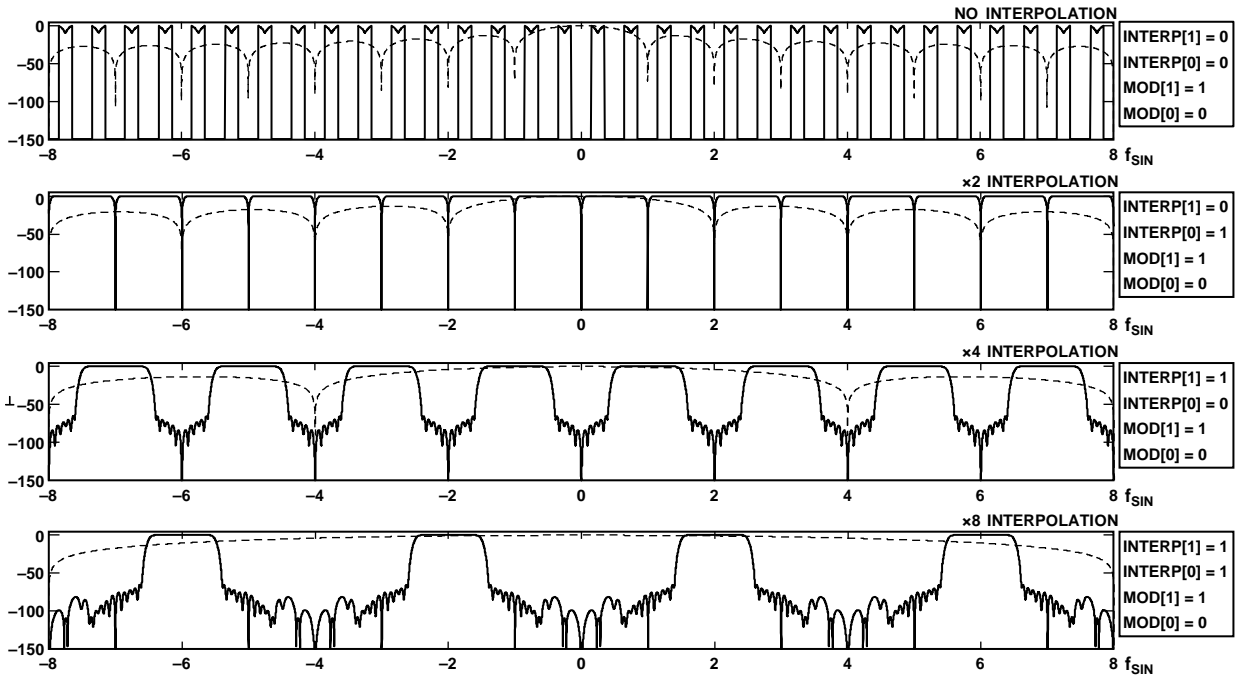 NO INTERPOLATION
0
–50
–100
–150
–8 –6 –4 –2 0 2 4 6 8 fSIN
INTERP[1] = 0
INTERP[0] = 0
MOD[1] = 1
MOD[0] = 0
×2 INTERPOLATION
0
–50
–100
–150
–8 –6 –4 –2 0 2 4 6 8 fSIN
INTERP[1] = 0
INTERP[0] = 1
MOD[1] = 1
MOD[0] = 0
×4 INTERPOLATION
0
–50
–100
–150
–8 –6 –4 –2 0 2 4 6 8 fSIN
INTERP[1] = 1
INTERP[0] = 0
MOD[1] = 1
MOD[0] = 0
×8 INTERPOLATION
0
–50
–100
–150
–8 –6 –4 –2 0 2 4 6 8 fSIN
INTERP[1] = 1
INTERP[0] = 1
MOD[1] = 1
MOD[0] = 0